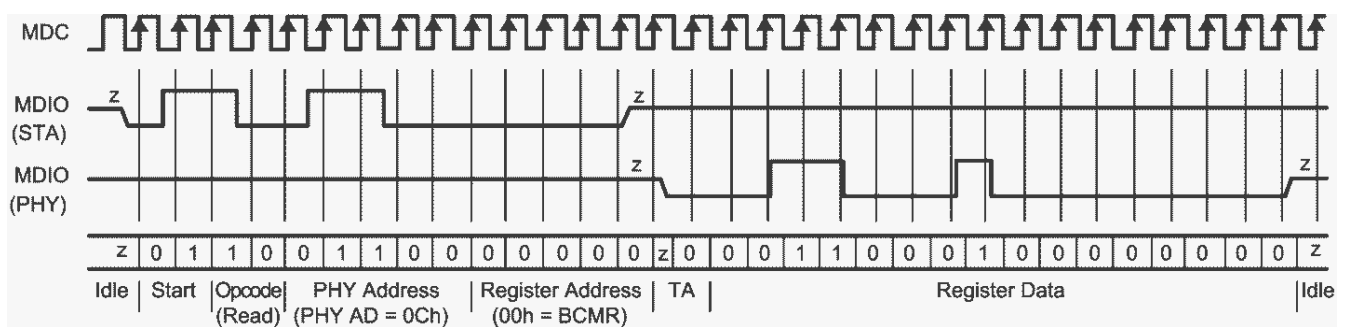 MDC
z z
MDIO
(STA)
z z
MDIO
(PHY)
z 0 1 1 0 0 1 1 0 0 0 0 0 0 0 z 0 0 0 1 1 0 0 0 1 0 0 0 0 0 0 0 0 z
Idle Start Opcode PHY Address Register Address TA Register Data Idle
(Read) (PHY AD = 0Ch) (00h = BCMR)